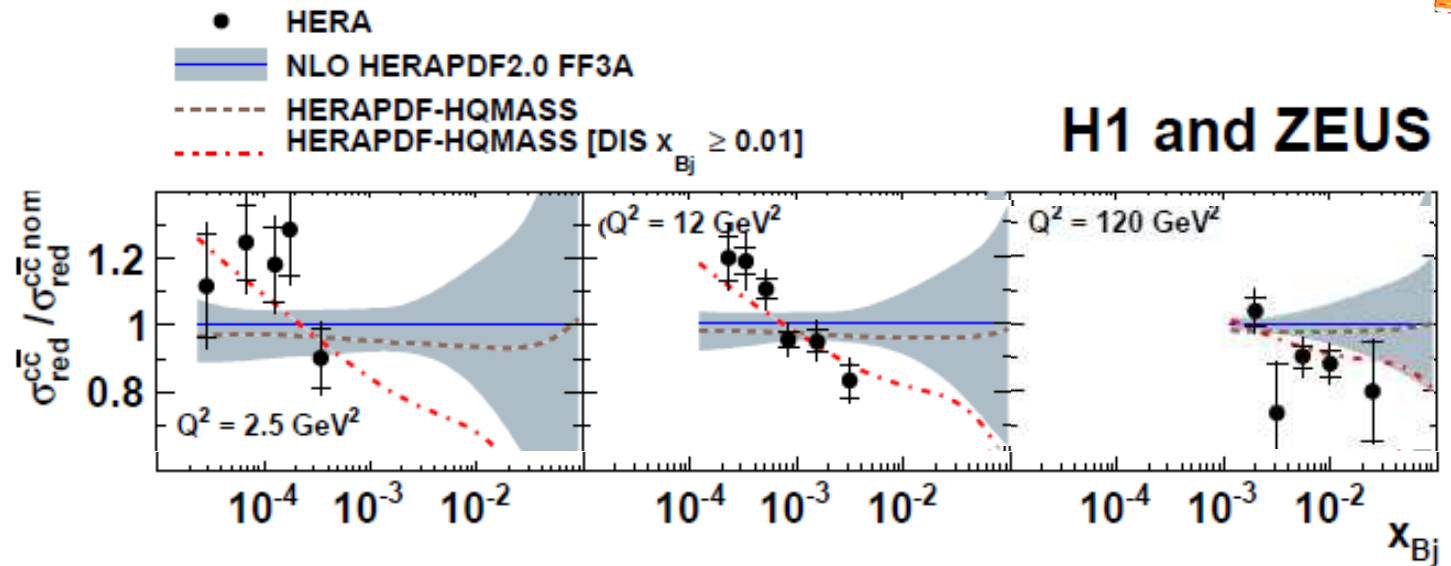 HERA
NLO HERAPDF2.0 FF3A
HERAPDF-HQMASS
HERAPDF-HQMASS [DIS x_Bj ≥ 0.01]
H1 and ZEUS
σ_red^cc̄ / σ_red^cc̄ nom
1.2
1
0.8
Q² = 2.5 GeV²
(Q² = 12 GeV²
Q² = 120 GeV²
10⁻⁴ 10⁻³ 10⁻² 10⁻⁴ 10⁻³ 10⁻² 10⁻⁴ 10⁻³ 10⁻²
x_Bj